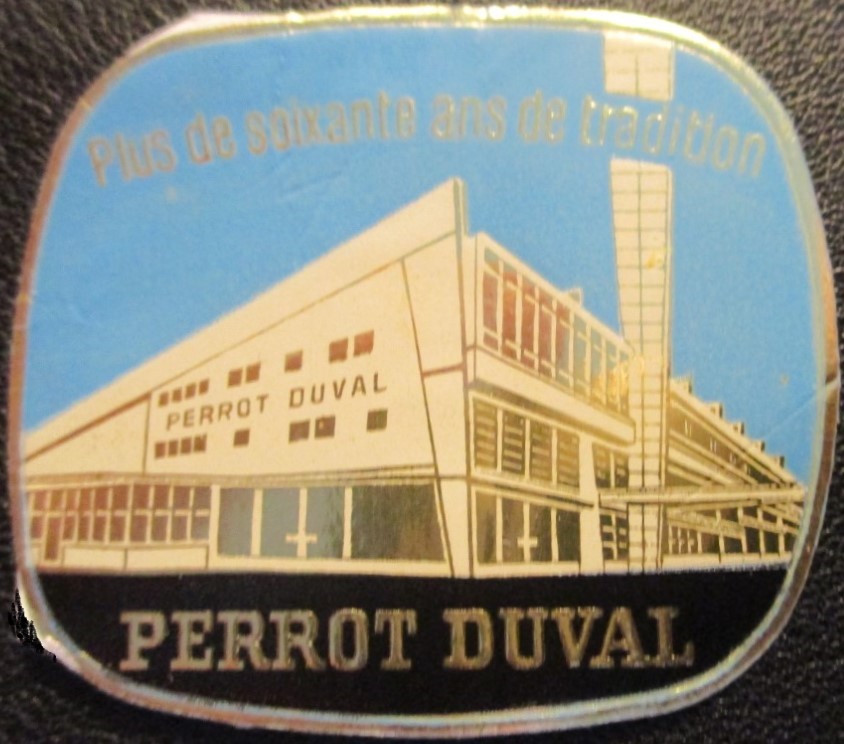 Plus de soixante ans de tradition
PERROT DUVAL
PERROT DUVAL